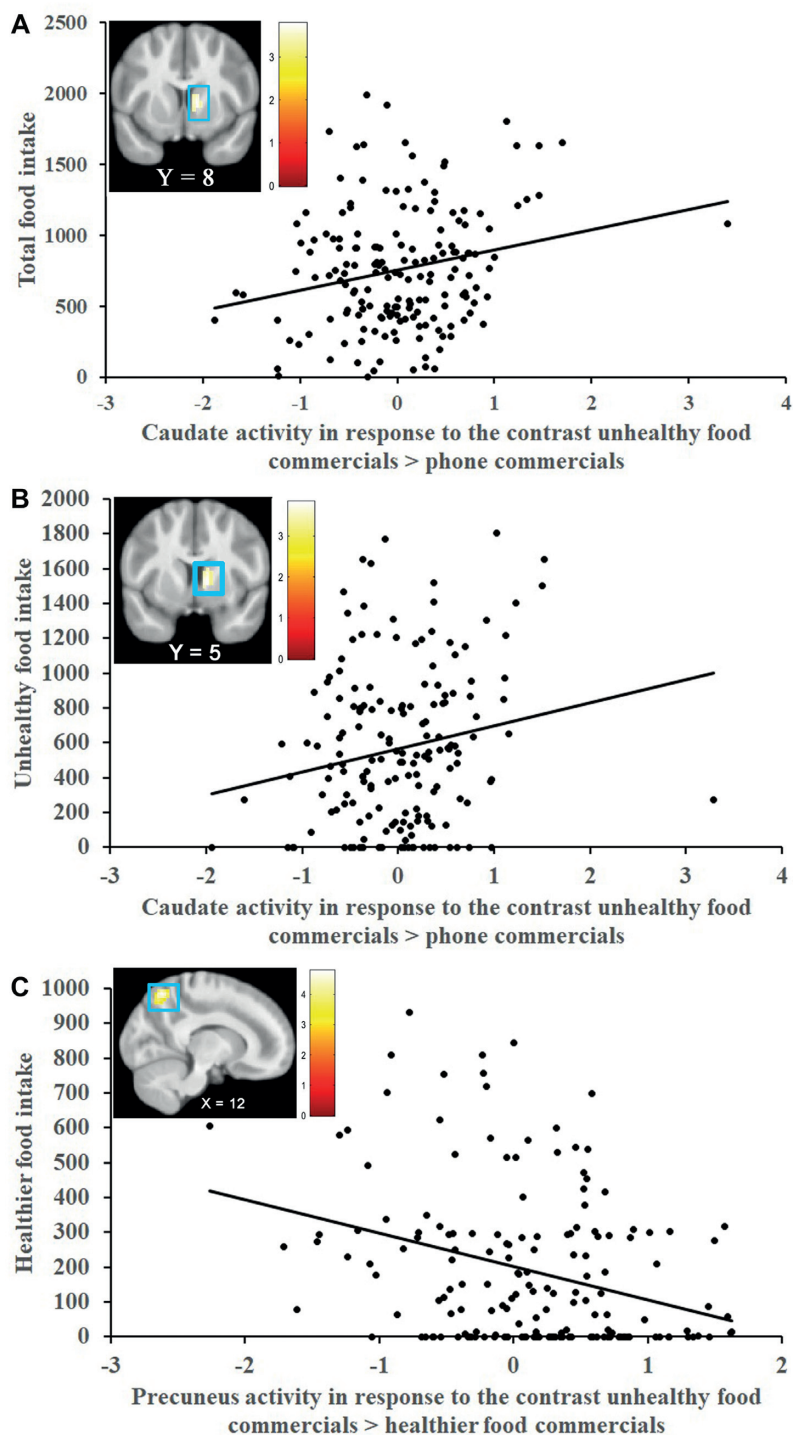 A
2500
2000
1500
1000
500
0
Total food intake
3
2
1
0
Y = 8
-3 -2 -1 0 1 2 3 4
Caudate activity in response to the contrast unhealthy food
commercials > phone commercials
B
2000
1800
1600
1400
1200
1000
800
600
400
200
0
Unhealthy food intake
3
2
1
0
Y = 5
-3 -2 -1 0 1 2 3 4
Caudate activity in response to the contrast unhealthy food
commercials > phone commercials
C
1000
900
800
700
600
500
400
300
200
100
0
Healthier food intake
4
3
2
1
0
X = 12
-3 -2 -1 0 1 2
Precuneus activity in response to the contrast unhealthy food
commercials > healthier food commercials